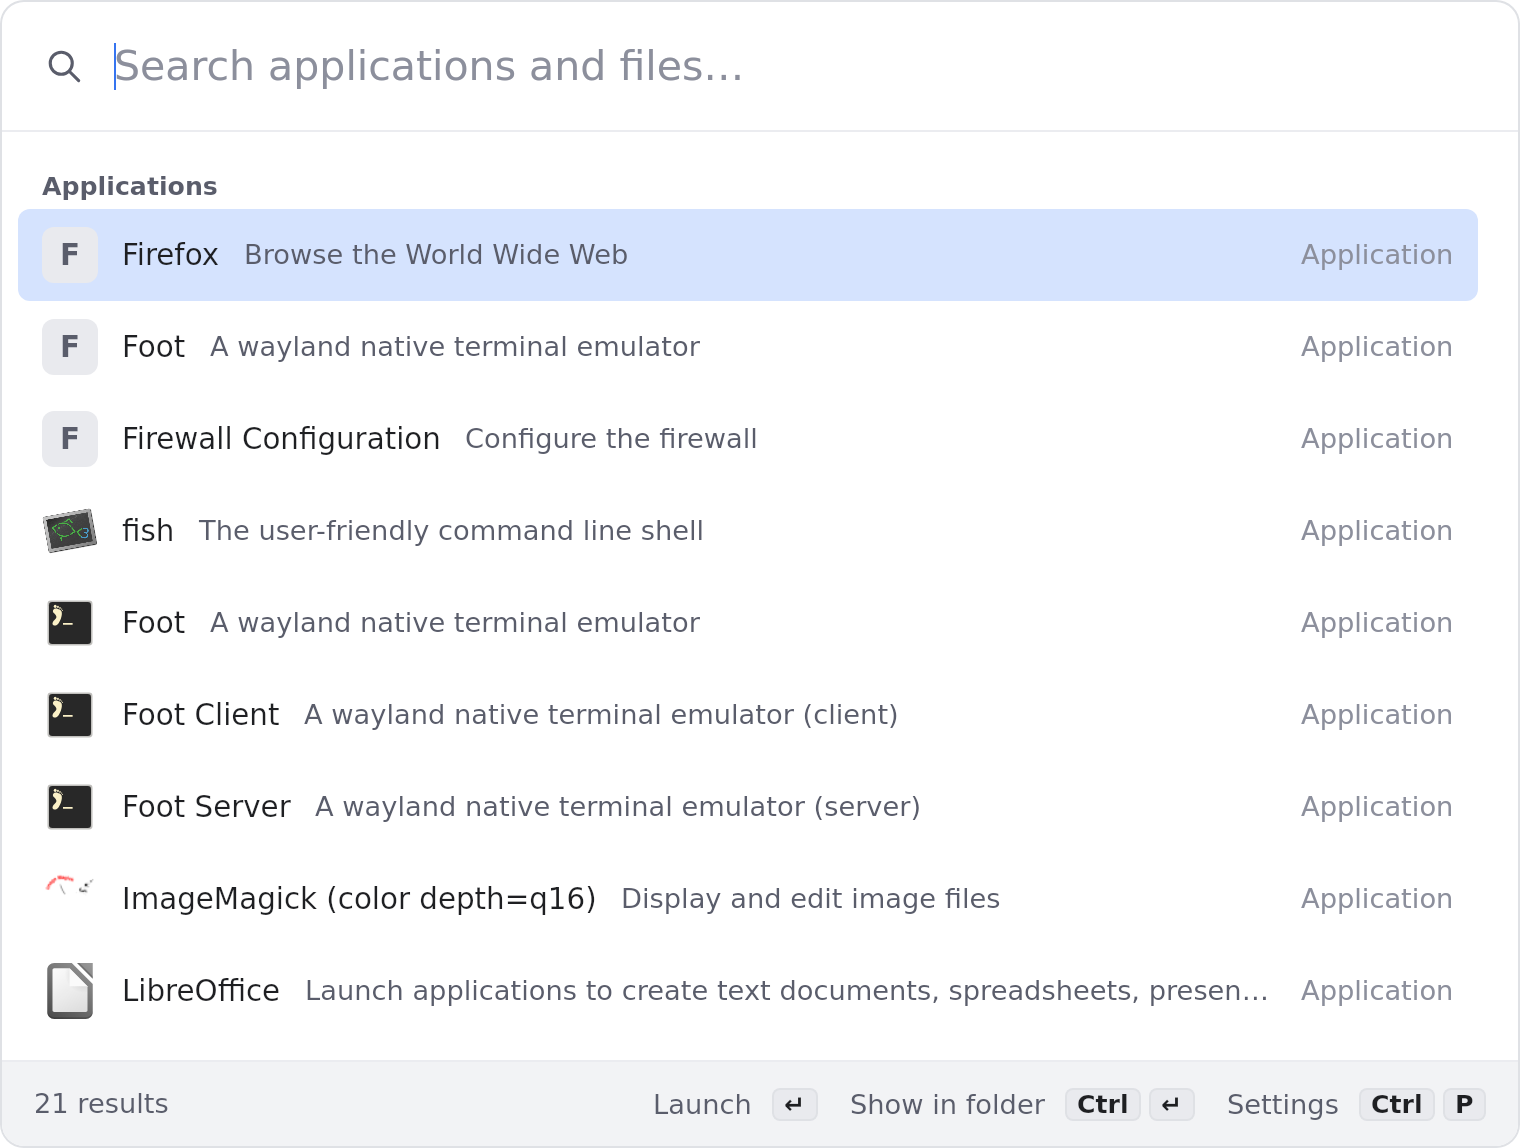 Search applications and files...
Applications
F Firefox Browse the World Wide Web Application
F Foot A wayland native terminal emulator Application
F Firewall Configuration Configure the firewall Application
fish The user-friendly command line shell Application
Foot A wayland native terminal emulator Application
Foot Client A wayland native terminal emulator (client) Application
Foot Server A wayland native terminal emulator (server) Application
ImageMagick (color depth=q16) Display and edit image files Application
LibreOffice Launch applications to create text documents, spreadsheets, presen... Application
21 results Launch ↵ Show in folder Ctrl ↵ Settings Ctrl P